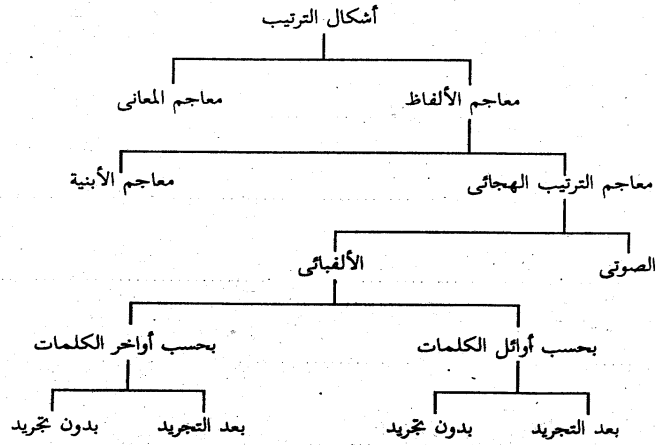 أشكال الترتيب
معاجم الألفاظ
معاجم المعانى
معاجم الترتيب الهجائى
معاجم الأبنية
الصوتى
الألفبائى
بحسب أوائل الكلمات
بحسب أواخر الكلمات
بعد التجريد
بدون تجريد
بعد التجريد
بدون تجريد